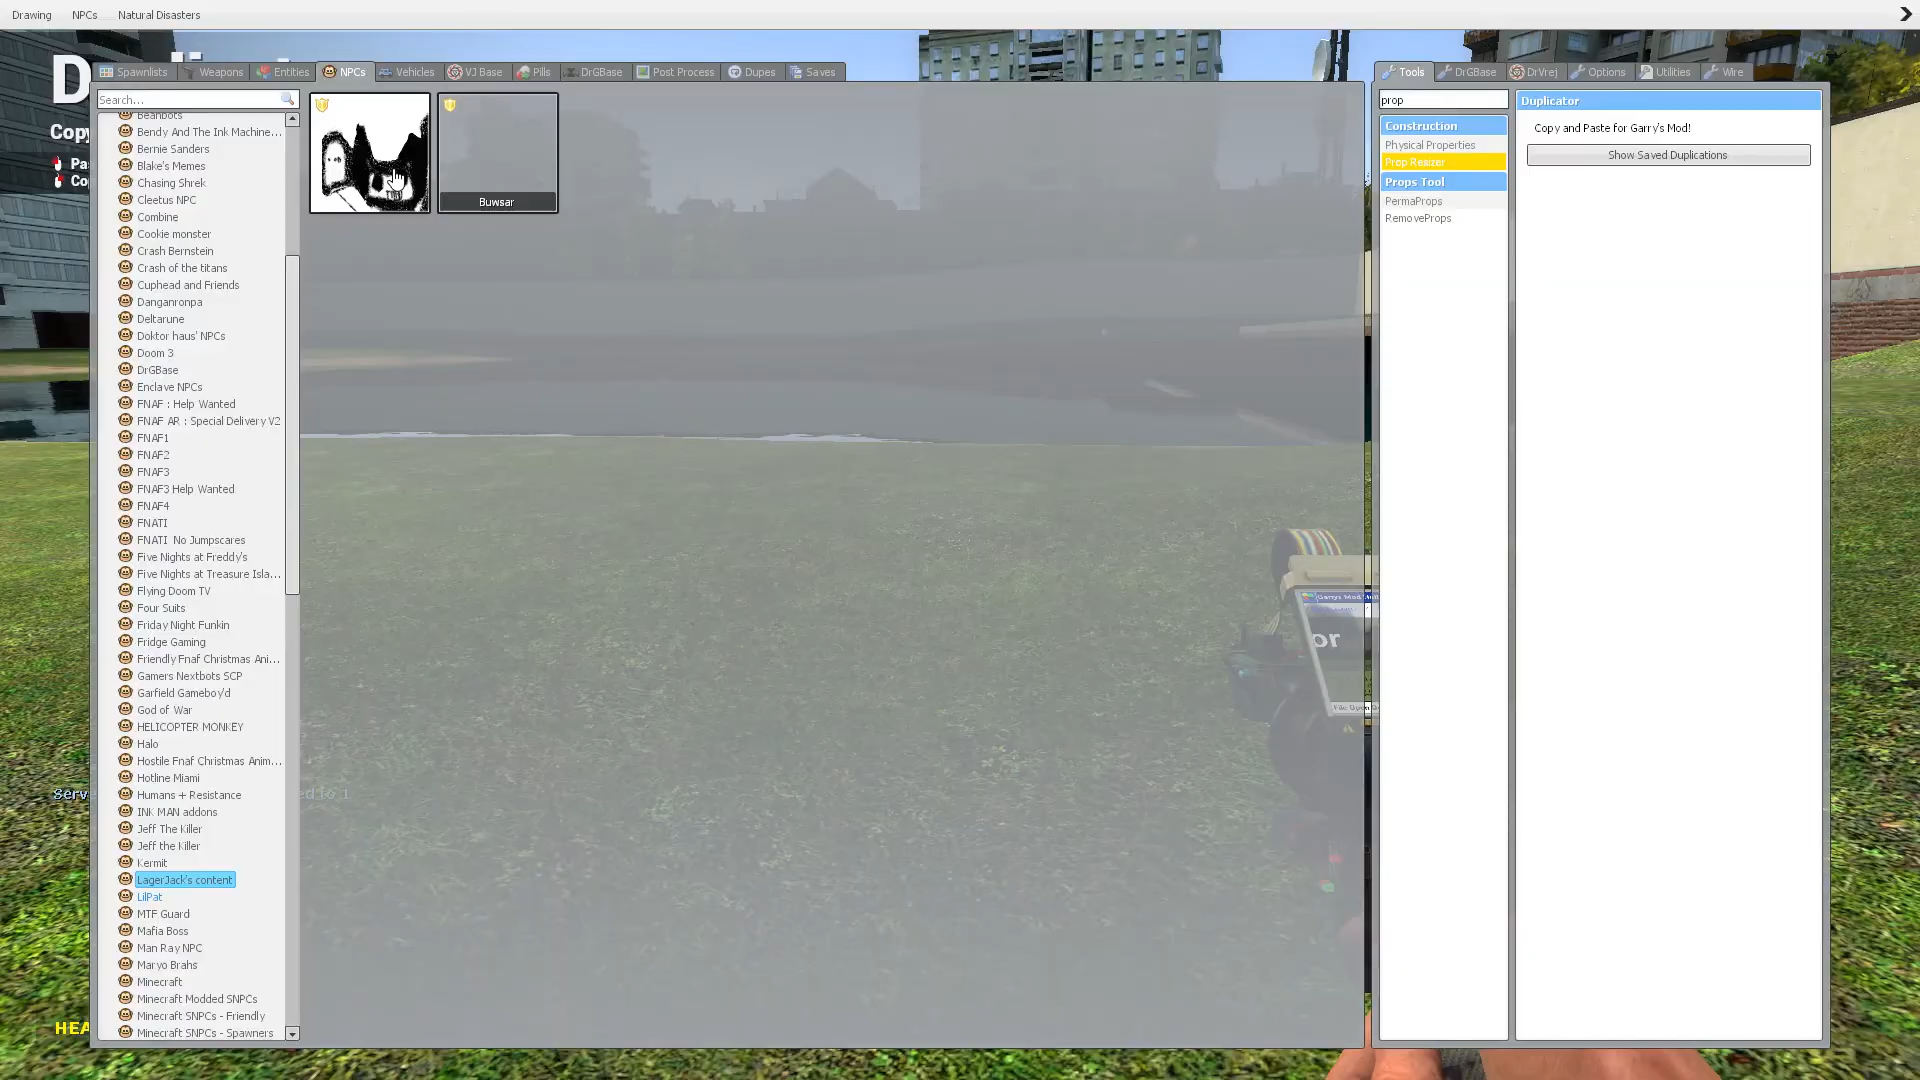 Drawing NPCs Natural Disasters
Spawnlists Weapons Entities NPCs Vehicles VJ Base Pills DrGBase Post Process Dupes Saves
Search...
Beanbots
Bendy And The Ink Machine...
Bernie Sanders
Blake's Memes
Chasing Shrek
Cleetus NPC
Combine
Cookie monster
Crash Bernstein
Crash of the titans
Cuphead and Friends
Danganronpa
Deltarune
Doktor haus' NPCs
Doom 3
DrGBase
Enclave NPCs
FNAF : Help Wanted
FNAF AR : Special Delivery V2
FNAF1
FNAF2
FNAF3
FNAF3 Help Wanted
FNAF4
FNATI
FNATI No Jumpscares
Five Nights at Freddy's
Five Nights at Treasure Isla...
Flying Doom TV
Four Suits
Friday Night Funkin
Fridge Gaming
Friendly Fnaf Christmas Ani...
Gamers Nextbots SCP
Garfield Gameboy'd
God of War
HELICOPTER MONKEY
Halo
Hostile Fnaf Christmas Anim...
Hotline Miami
Humans + Resistance
INK MAN addons
Jeff The Killer
Jeff the Killer
Kermit
LagerJack's content
LilPat
MTF Guard
Mafia Boss
Man Ray NPC
Maryo Brahs
Minecraft
Minecraft Modded SNPCs
Minecraft SNPCs - Friendly
Minecraft SNPCs - Spawners
Buwsar
Tools DrGBase DrVrej Options Utilities Wire
prop
Construction
Physical Properties
Prop Resizer
Props Tool
PermaProps
RemoveProps
Duplicator
Copy and Paste for Garry's Mod!
Show Saved Duplications
D
Copy
Pa
Co
Serv
ed to 1
HEA
or